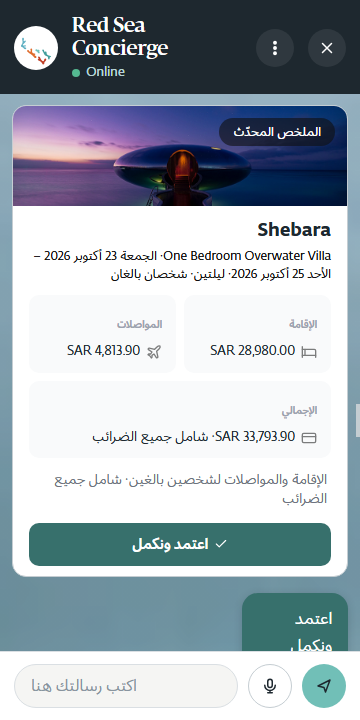 Red Sea
Concierge
Online
الملخص المحدّث
Shebara
One Bedroom Overwater Villa · الجمعة 23 أكتوبر 2026 –
الأحد 25 أكتوبر 2026 · ليلتين · شخصان بالغان
الإقامة
SAR 28,980.00
المواصلات
SAR 4,813.90
الإجمالي
SAR 33,793.90 · شامل جميع الضرائب
الإقامة والمواصلات لشخصين بالغين · شامل جميع
الضرائب
اعتمد ونكمل
اعتمد
ونكمل
اكتب رسالتك هنا